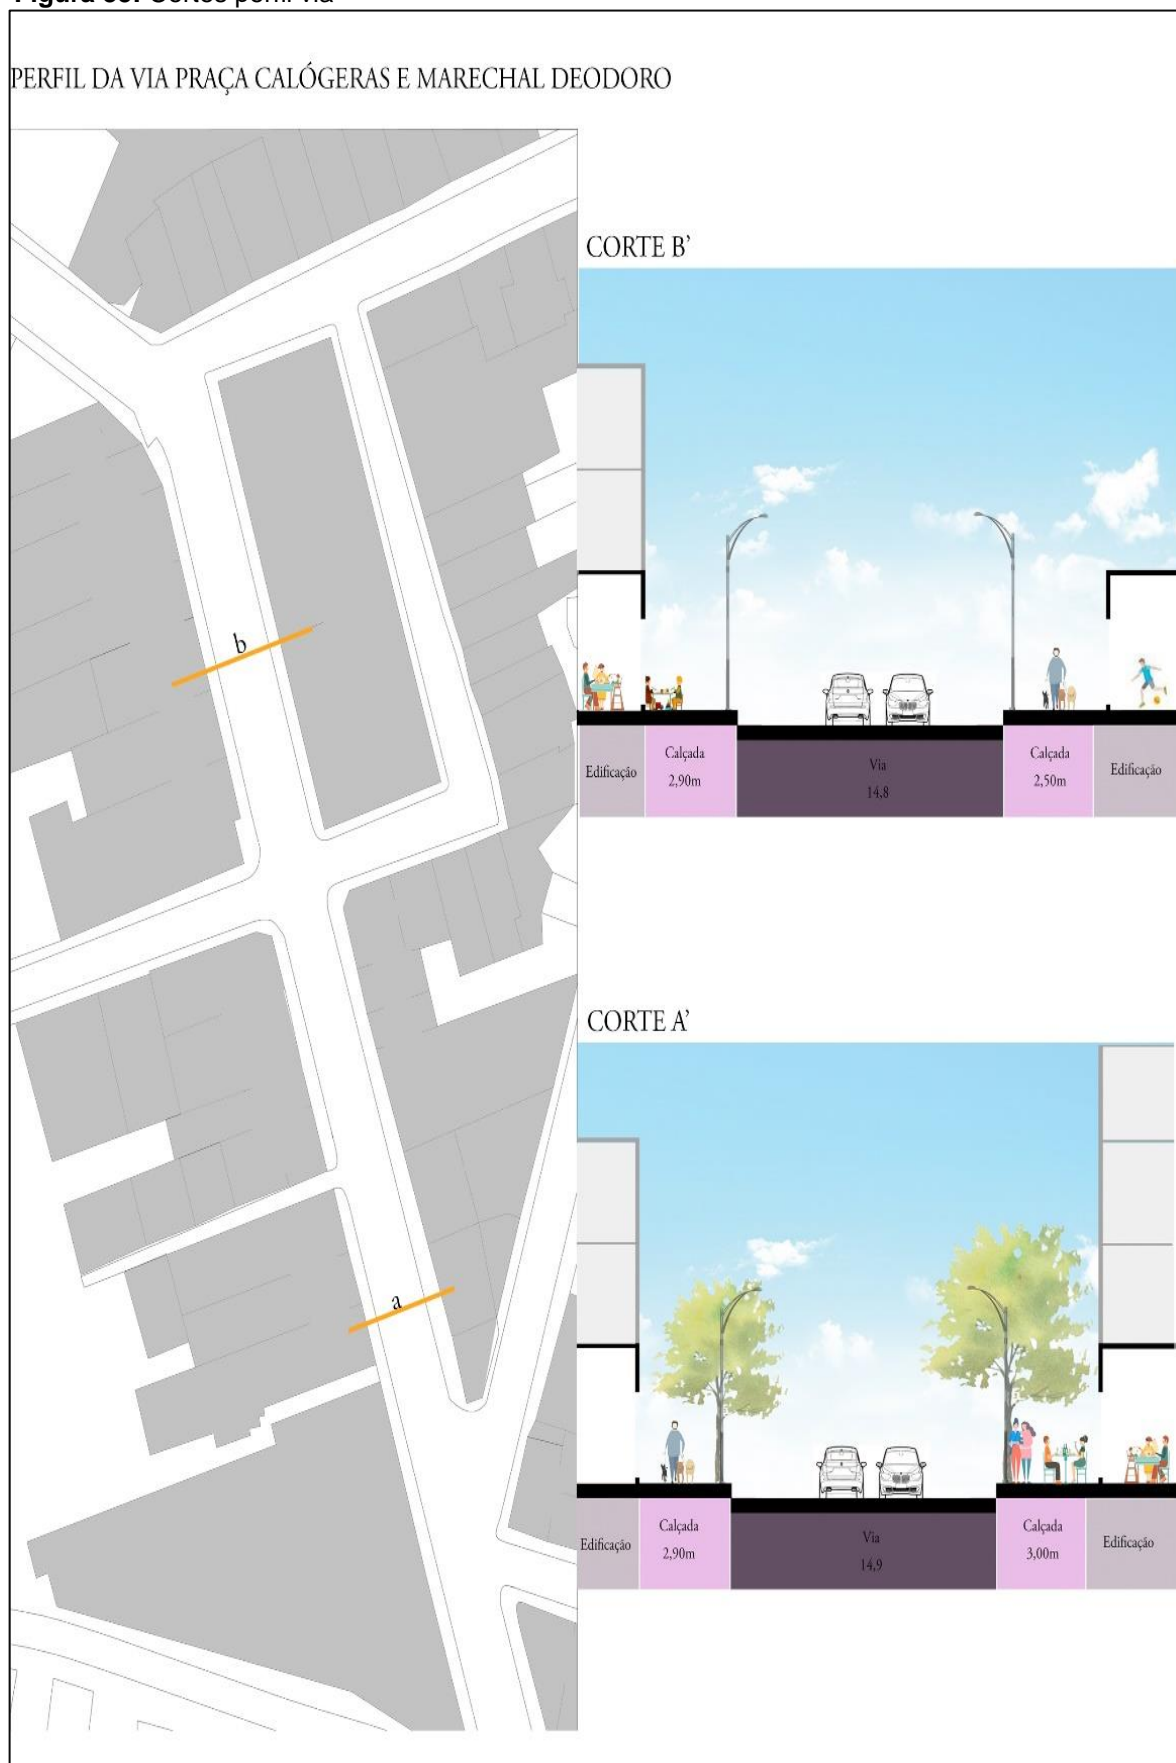 PERFIL DA VIA PRAÇA CALÓGERAS E MARECHAL DEODORO
b
a
CORTE B’
Edificação
Calçada
2,90m
Via
14,8
Calçada
2,50m
Edificação
CORTE A’
Edificação
Calçada
2,90m
Via
14,9
Calçada
3,00m
Edificação